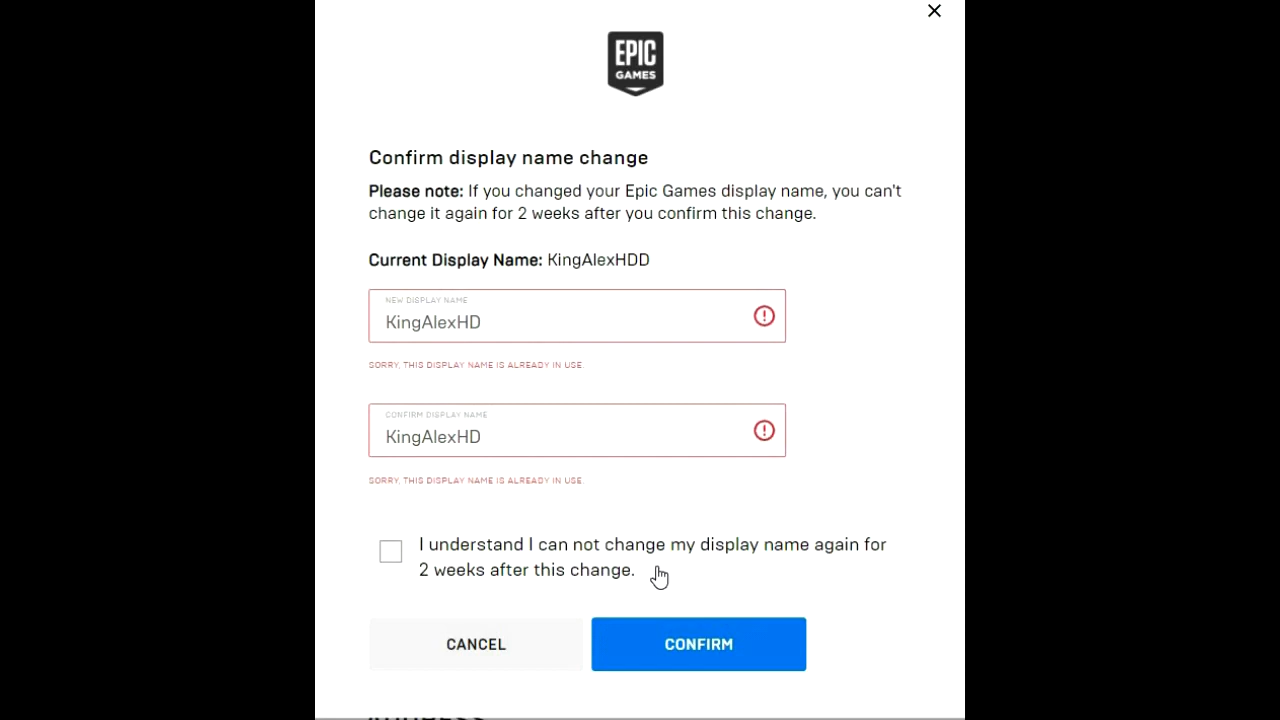 EPIC
GAMES
Confirm display name change
Please note: If you changed your Epic Games display name, you can't
change it again for 2 weeks after you confirm this change.
Current Display Name: KingAlexHDD
NEW DISPLAY NAME
KingAlexHD
SORRY, THIS DISPLAY NAME IS ALREADY IN USE.
CONFIRM DISPLAY NAME
KingAlexHD
SORRY, THIS DISPLAY NAME IS ALREADY IN USE.
I understand I can not change my display name again for
2 weeks after this change.
CANCEL
CONFIRM